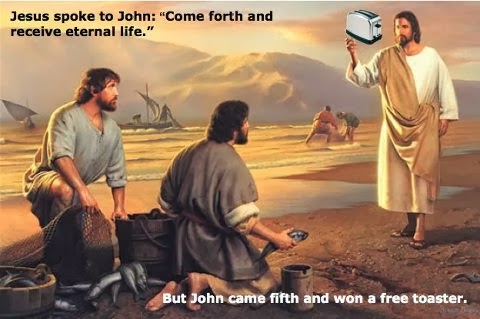 Jesus spoke to John: “Come forth and
receive eternal life.”
But John came fifth and won a free toaster.